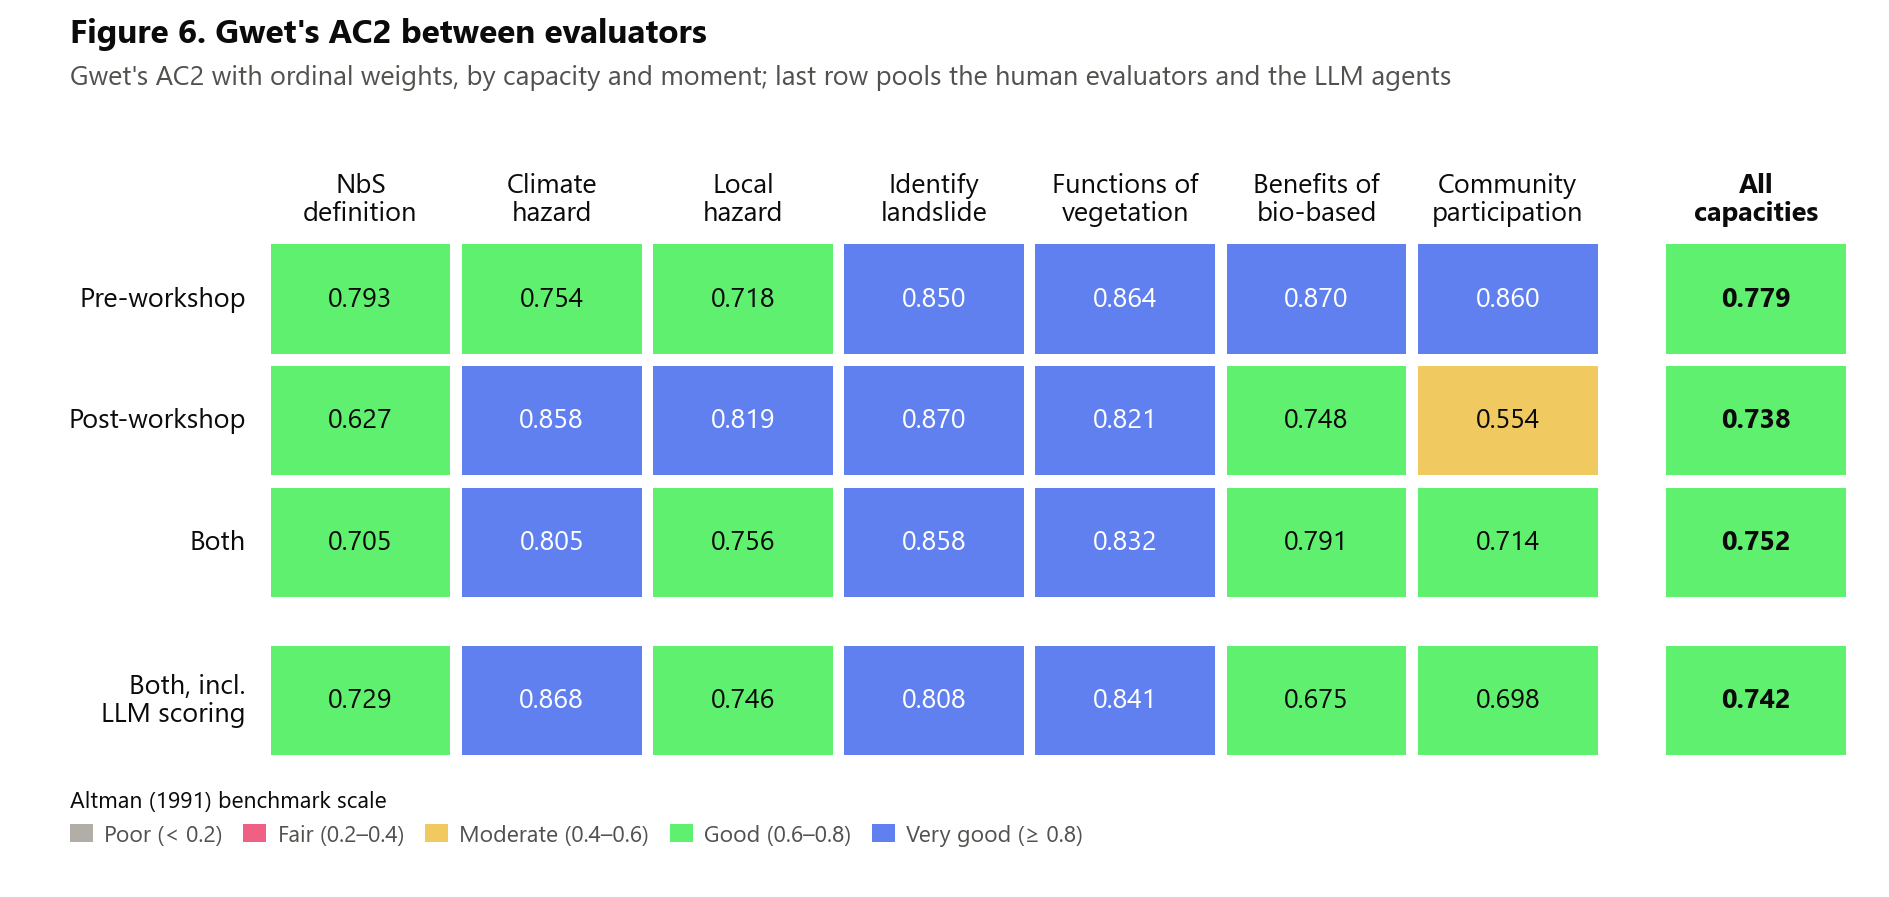 Figure 6. Gwet's AC2 between evaluators
Gwet's AC2 with ordinal weights, by capacity and moment; last row pools the human evaluators and the LLM agents
NbS definition
Climate hazard
Local hazard
Identify landslide
Functions of vegetation
Benefits of bio-based
Community participation
All capacities
Pre-workshop 0.793 0.754 0.718 0.850 0.864 0.870 0.860 0.779
Post-workshop 0.627 0.858 0.819 0.870 0.821 0.748 0.554 0.738
Both 0.705 0.805 0.756 0.858 0.832 0.791 0.714 0.752
Both, incl.
LLM scoring 0.729 0.868 0.746 0.808 0.841 0.675 0.698 0.742
Altman (1991) benchmark scale
Poor (< 0.2) Fair (0.2–0.4) Moderate (0.4–0.6) Good (0.6–0.8) Very good (≥ 0.8)